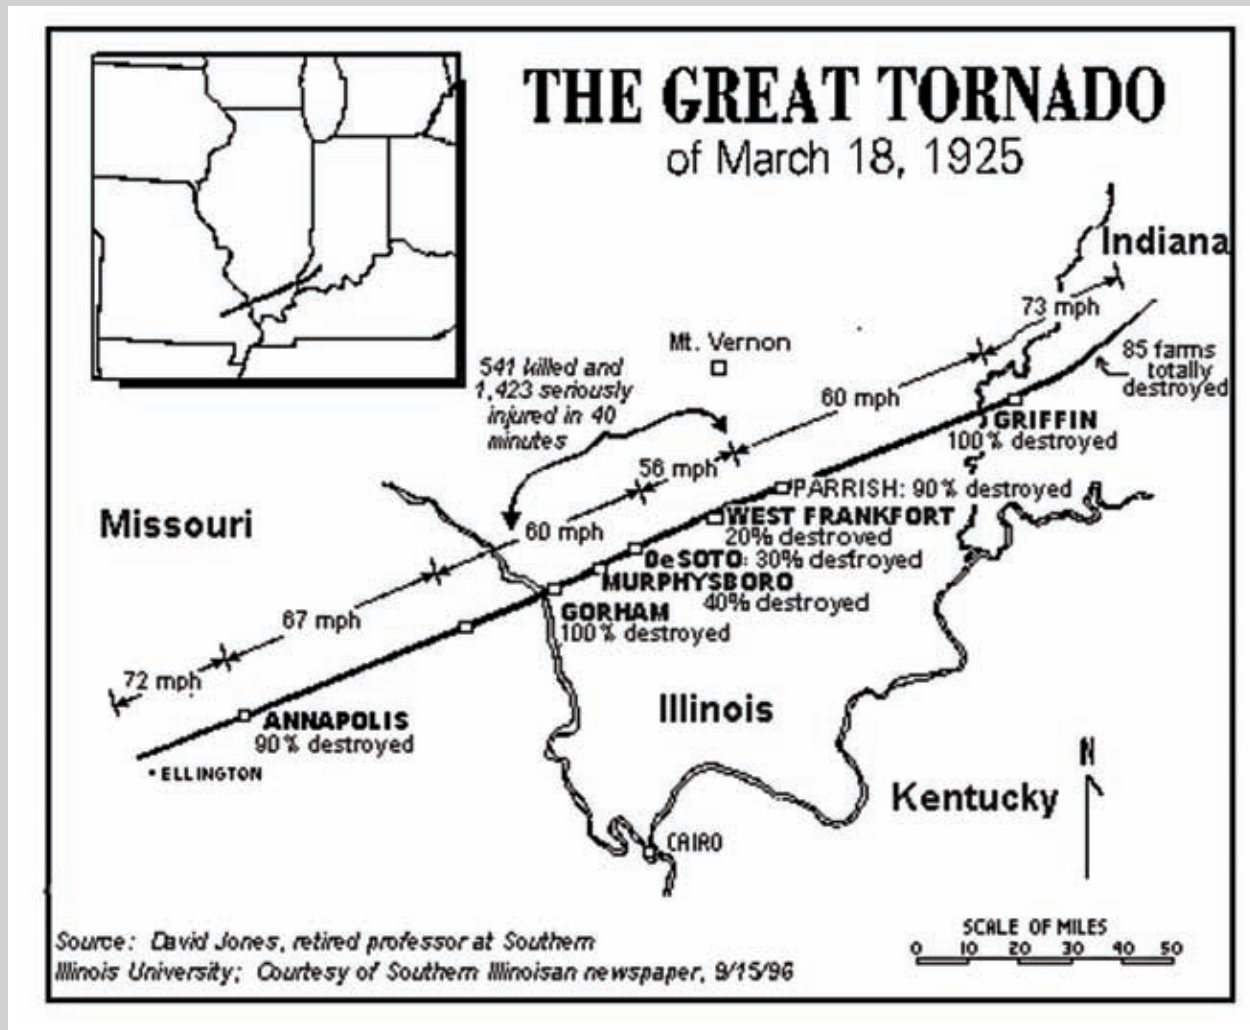 THE GREAT TORNADO
of March 18, 1925
Indiana
73 mph
Mt. Vernon
85 farms
totally
destroyed
541 killed and
1,423 seriously
injured in 40
minutes
60 mph
GRIFFIN
100% destroyed
56 mph
PARRISH: 90% destroyed
Missouri
WEST FRANKFORT
20% destroyed
60 mph
DeSOTO: 30% destroyed
MURPHYSBORO
40% destroyed
GORHAM
100% destroyed
67 mph
72 mph
Illinois
ANNAPOLIS
90% destroyed
ELLINGTON
N
Kentucky
CAIRO
SCALE OF MILES
0 10 20 30 40 50
Source: David Jones, retired professor at Southern
Illinois University; Courtesy of Southern Illinoisan newspaper, 9/15/96